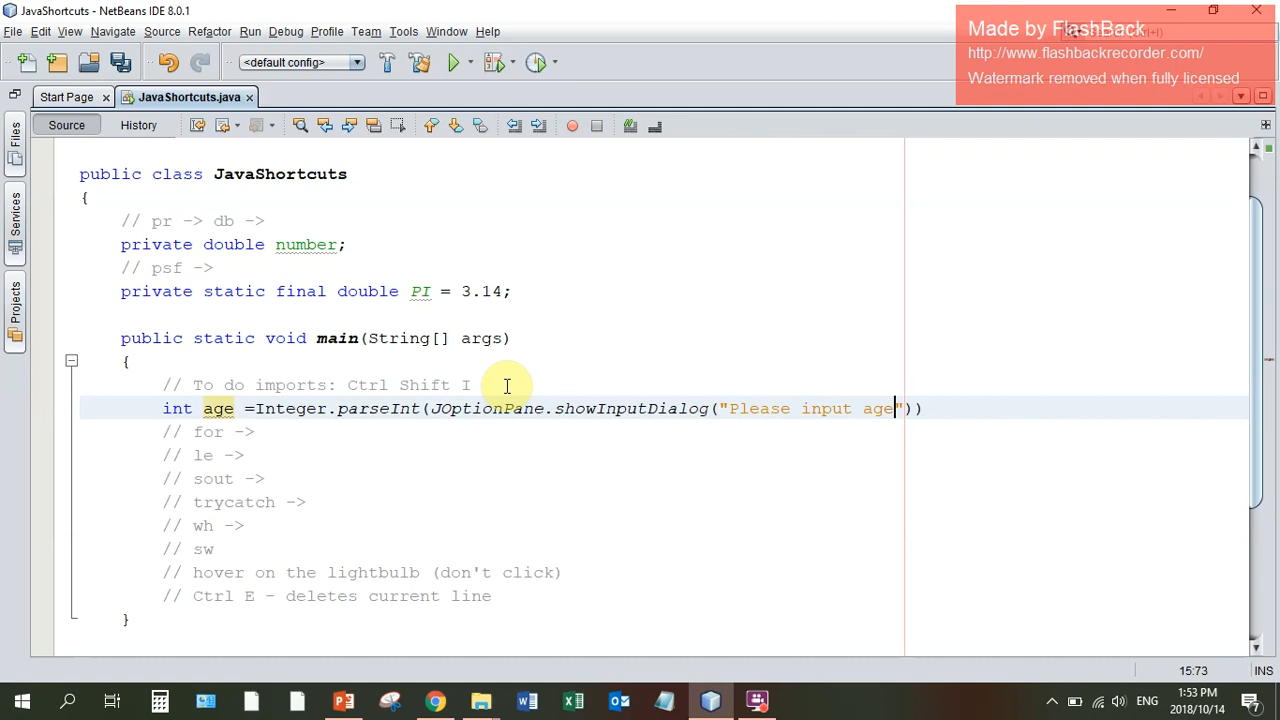 JavaShortcuts - NetBeans IDE 8.0.1
File Edit View Navigate Source Refactor Run Debug Profile Team Tools Window Help
Made by FlashBack
http://www.flashbackrecorder.com/
Watermark removed when fully licensed
<default config>
Start Page JavaShortcuts.java
Source History
Files
Services
Projects
public class JavaShortcuts
{
// pr -> db ->
private double number;
// psf ->
private static final double PI = 3.14;
public static void main(String[] args)
{
// To do imports: Ctrl Shift I
int age =Integer.parseInt(JOptionPane.showInputDialog("Please input age"))
// for ->
// le ->
// sout ->
// trycatch ->
// wh ->
// sw
// hover on the lightbulb (don't click)
// Ctrl E - deletes current line
}
15:73 INS
ENG
1:53 PM
2018/10/14
7